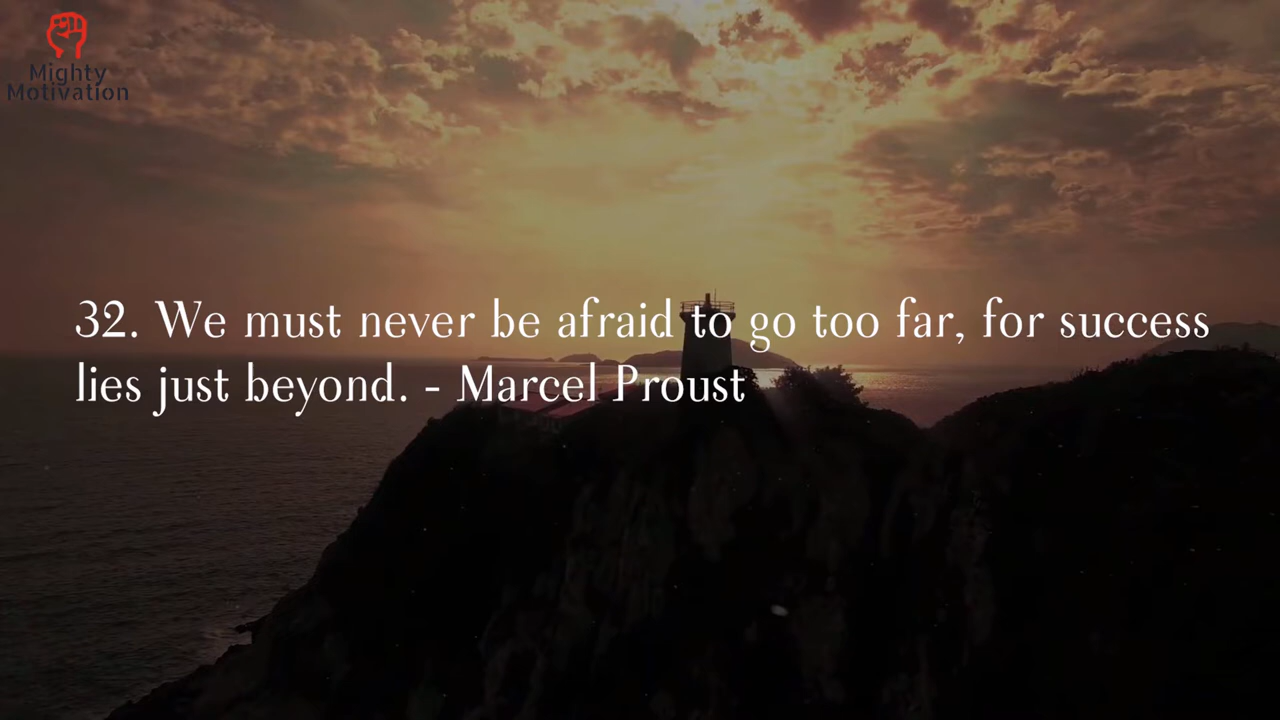 Mighty
Motivation
32. We must never be afraid to go too far, for success
lies just beyond. - Marcel Proust